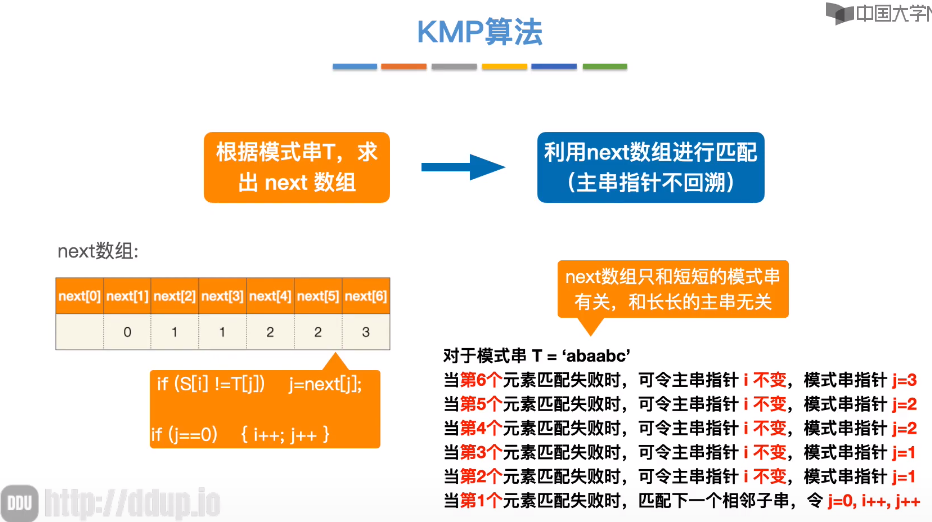 中国大学
KMP算法
根据模式串T，求
出 next 数组
利用next数组进行匹配
（主串指针不回溯）
next数组:
next[0] next[1] next[2] next[3] next[4] next[5] next[6]
0 1 1 2 2 3
if (S[i] !=T[j]) j=next[j];
if (j==0) { i++; j++ }
next数组只和短短的模式串
有关，和长长的主串无关
对于模式串 T = ‘abaabc’
当第6个元素匹配失败时，可令主串指针 i 不变，模式串指针 j=3
当第5个元素匹配失败时，可令主串指针 i 不变，模式串指针 j=2
当第4个元素匹配失败时，可令主串指针 i 不变，模式串指针 j=2
当第3个元素匹配失败时，可令主串指针 i 不变，模式串指针 j=1
当第2个元素匹配失败时，可令主串指针 i 不变，模式串指针 j=1
当第1个元素匹配失败时，匹配下一个相邻子串，令 j=0, i++, j++
DDU http://ddup.io